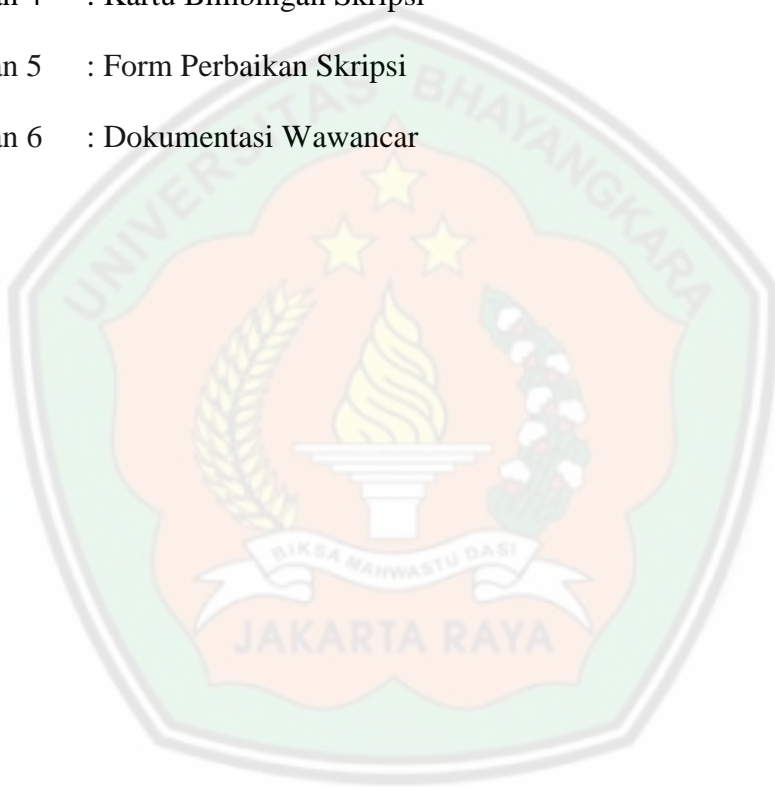 an 4 : Kartu Bimbingan Skripsi
an 5 : Form Perbaikan Skripsi
an 6 : Dokumentasi Wawancar
UNIVERSITAS BHAYANGKARA
BIKSA MAHWASTU DASI
JAKARTA RAYA